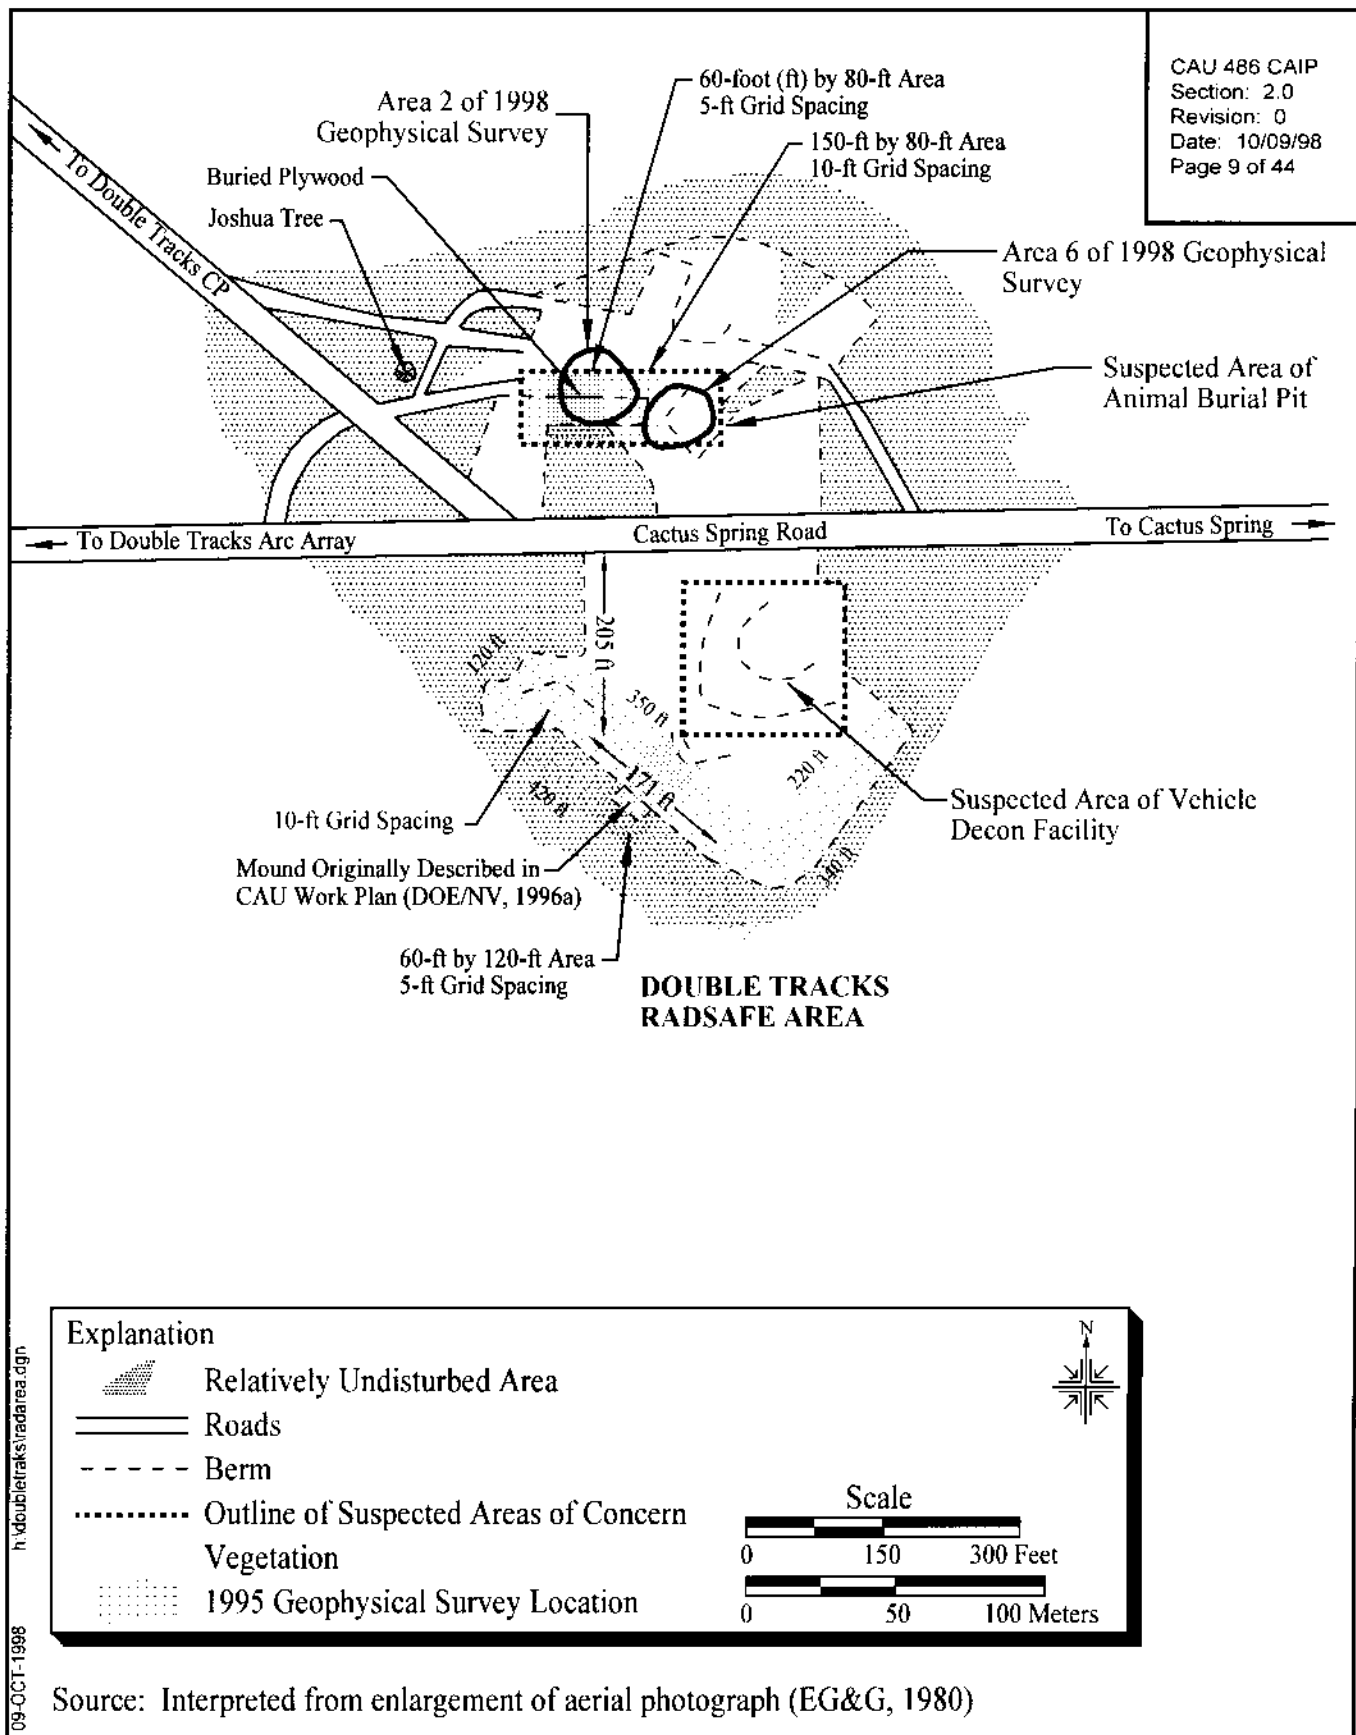 CAU 486 CAIP
Section: 2.0
Revision: 0
Date: 10/09/98
Page 9 of 44
60-foot (ft) by 80-ft Area
5-ft Grid Spacing
Area 2 of 1998
Geophysical Survey
150-ft by 80-ft Area
10-ft Grid Spacing
Buried Plywood
Joshua Tree
To Double Tracks CP
Area 6 of 1998 Geophysical
Survey
Suspected Area of
Animal Burial Pit
To Double Tracks Arc Array
Cactus Spring Road
To Cactus Spring
205 ft
120 ft
350 ft
171 ft
220 ft
420 ft
340 ft
10-ft Grid Spacing
Suspected Area of Vehicle
Decon Facility
Mound Originally Described in
CAU Work Plan (DOE/NV, 1996a)
60-ft by 120-ft Area
5-ft Grid Spacing
DOUBLE TRACKS
RADSAFE AREA
Explanation
Relatively Undisturbed Area
Roads
Berm
Outline of Suspected Areas of Concern
Vegetation
1995 Geophysical Survey Location
N
Scale
0 150 300 Feet
0 50 100 Meters
09-OCT-1998 h:\doubletraks\radarea.dgn
Source: Interpreted from enlargement of aerial photograph (EG&G, 1980)